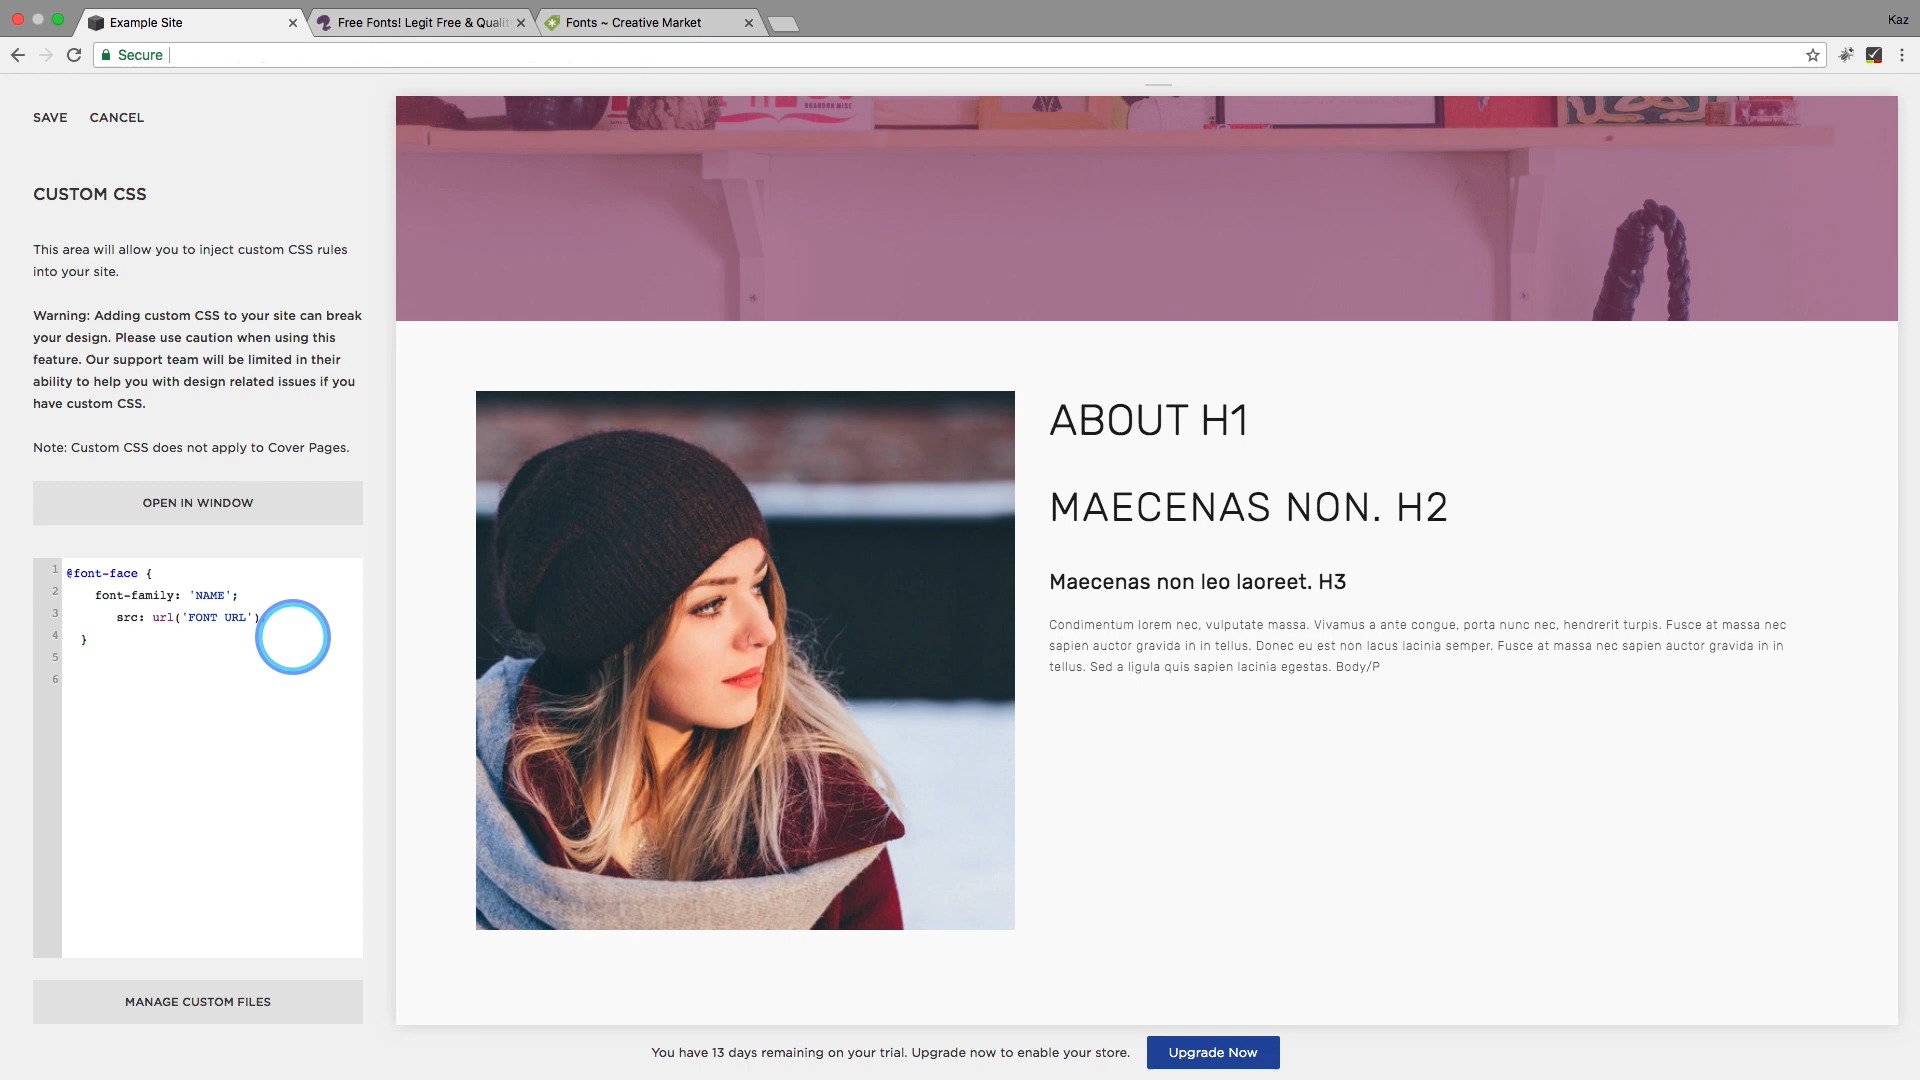 Example Site
Free Fonts! Legit Free & Qualit
Fonts ~ Creative Market
Kaz
Secure
SAVE CANCEL
CUSTOM CSS
This area will allow you to inject custom CSS rules
into your site.
Warning: Adding custom CSS to your site can break
your design. Please use caution when using this
feature. Our support team will be limited in their
ability to help you with design related issues if you
have custom CSS.
Note: Custom CSS does not apply to Cover Pages.
OPEN IN WINDOW
1 @font-face {
2 font-family: 'NAME';
3 src: url('FONT URL')
4 }
5
6
MANAGE CUSTOM FILES
BRANDON MISE
ABOUT H1
MAECENAS NON. H2
Maecenas non leo laoreet. H3
Condimentum lorem nec, vulputate massa. Vivamus a ante congue, porta nunc nec, hendrerit turpis. Fusce at massa nec
sapien auctor gravida in in tellus. Donec eu est non lacus lacinia semper. Fusce at massa nec sapien auctor gravida in in
tellus. Sed a ligula quis sapien lacinia egestas. Body/P
You have 13 days remaining on your trial. Upgrade now to enable your store.
Upgrade Now